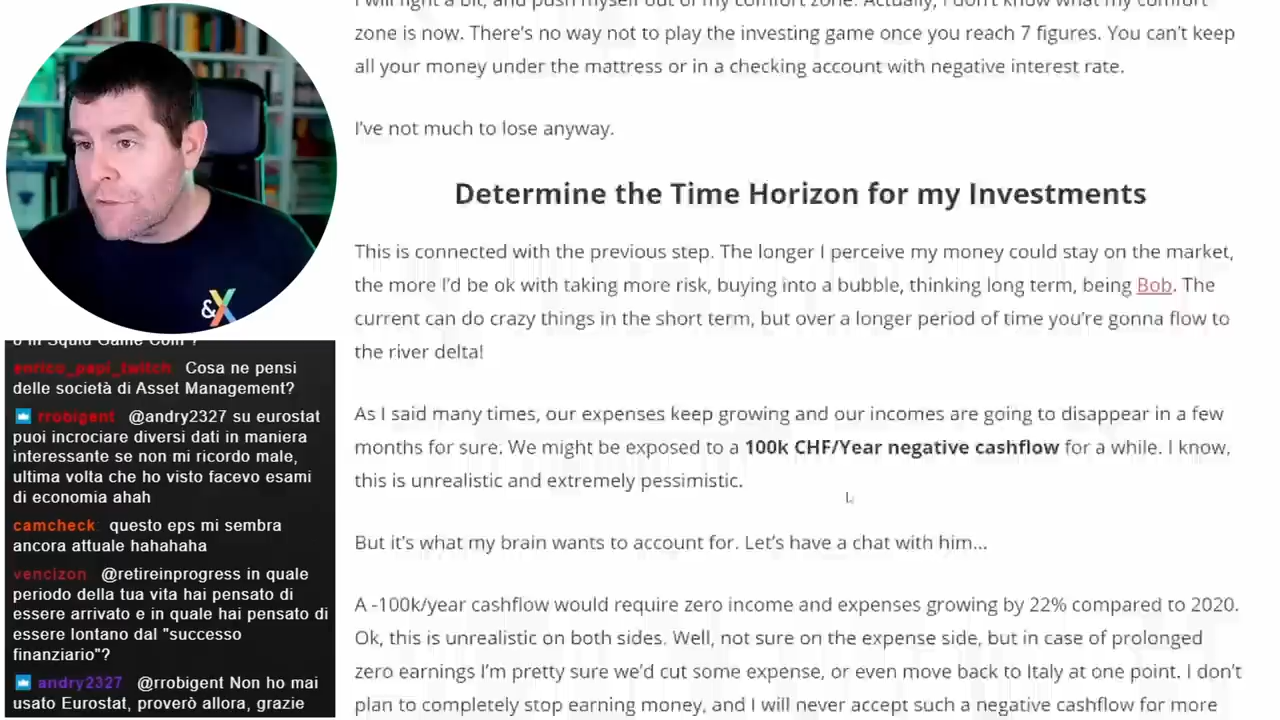 I will fight a bit, and push myself out of my comfort zone. Actually, I don't know what my comfort
zone is now. There's no way not to play the investing game once you reach 7 figures. You can't keep
all your money under the mattress or in a checking account with negative interest rate.
I've not much to lose anyway.
Determine the Time Horizon for my Investments
This is connected with the previous step. The longer I perceive my money could stay on the market,
the more I'd be ok with taking more risk, buying into a bubble, thinking long term, being Bob. The
current can do crazy things in the short term, but over a longer period of time you're gonna flow to
the river delta!
As I said many times, our expenses keep growing and our incomes are going to disappear in a few
months for sure. We might be exposed to a 100k CHF/Year negative cashflow for a while. I know,
this is unrealistic and extremely pessimistic.
But it's what my brain wants to account for. Let's have a chat with him...
A -100k/year cashflow would require zero income and expenses growing by 22% compared to 2020.
Ok, this is unrealistic on both sides. Well, not sure on the expense side, but in case of prolonged
zero earnings I'm pretty sure we'd cut some expense, or even move back to Italy at one point. I don't
plan to completely stop earning money, and I will never accept such a negative cashflow for more
&X
o in Squid Game Coin ?
enrico_papi_twitch Cosa ne pensi
delle società di Asset Management?
rrobigent @andry2327 su eurostat
puoi incrociare diversi dati in maniera
interessante se non mi ricordo male,
ultima volta che ho visto facevo esami
di economia ahah
camcheck questo eps mi sembra
ancora attuale hahahaha
vencizon @retireinprogress in quale
periodo della tua vita hai pensato di
essere arrivato e in quale hai pensato di
essere lontano dal "successo
finanziario"?
andry2327 @rrobigent Non ho mai
usato Eurostat, proverò allora, grazie